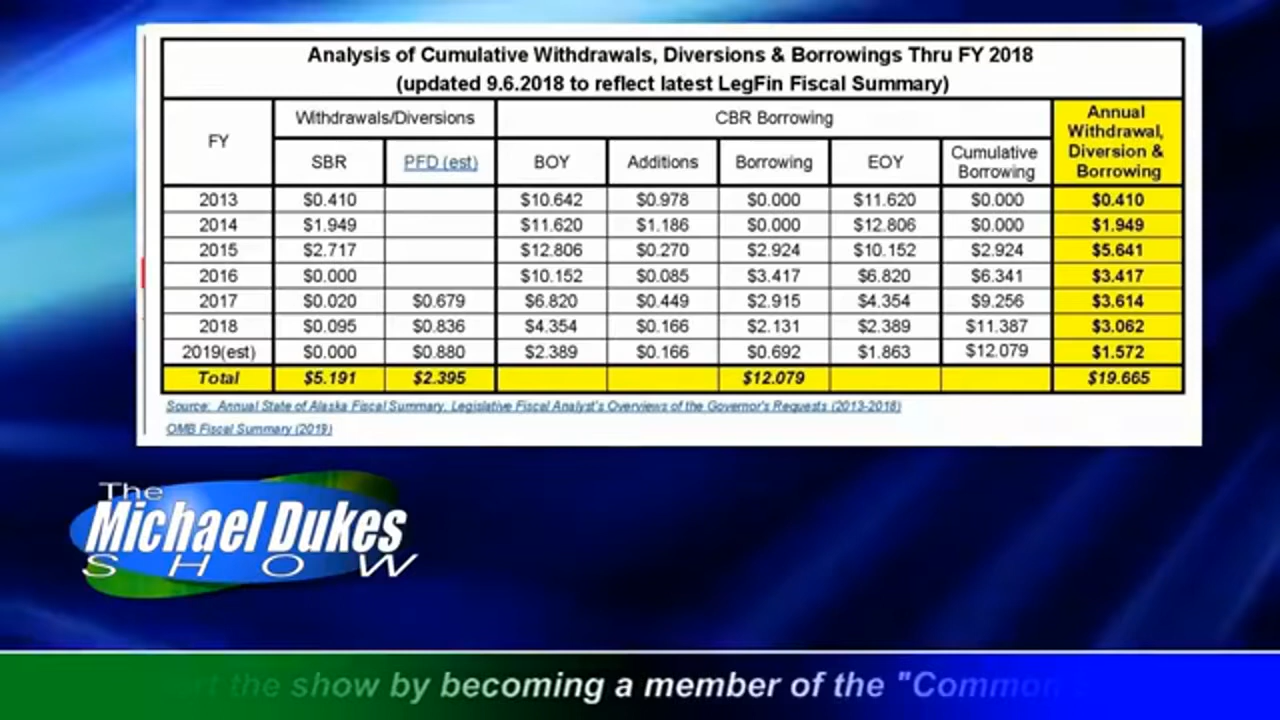 Analysis of Cumulative Withdrawals, Diversions & Borrowings Thru FY 2018
(updated 9.6.2018 to reflect latest LegFin Fiscal Summary)
FY Withdrawals/Diversions CBR Borrowing Annual Withdrawal, Diversion & Borrowing
SBR PFD (est) BOY Additions Borrowing EOY Cumulative Borrowing
2013 $0.410 $10.642 $0.978 $0.000 $11.620 $0.000 $0.410
2014 $1.949 $11.620 $1.186 $0.000 $12.806 $0.000 $1.949
2015 $2.717 $12.806 $0.270 $2.924 $10.152 $2.924 $5.641
2016 $0.000 $10.152 $0.085 $3.417 $6.820 $6.341 $3.417
2017 $0.020 $0.679 $6.820 $0.449 $2.915 $4.354 $9.256 $3.614
2018 $0.095 $0.836 $4.354 $0.166 $2.131 $2.389 $11.387 $3.062
2019(est) $0.000 $0.880 $2.389 $0.166 $0.692 $1.863 $12.079 $1.572
Total $5.191 $2.395 $12.079 $19.665
Source: Annual State of Alaska Fiscal Summary, Legislative Fiscal Analyst's Overviews of the Governor's Requests (2013-2018)
OMB Fiscal Summary (2019)
The
Michael Dukes
SHOW
the show by becoming a member of the "Common